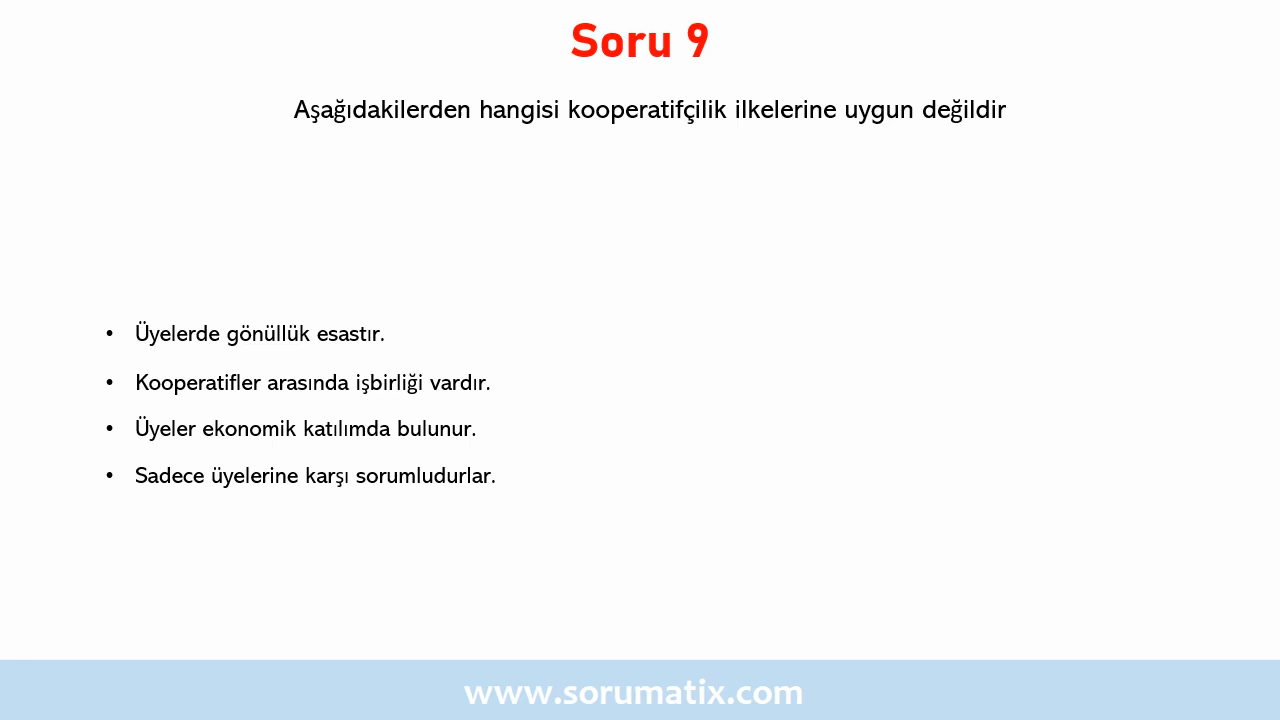 Soru 9
Aşağıdakilerden hangisi kooperatifçilik ilkelerine uygun değildir
• Üyelerde gönüllük esastır.
• Kooperatifler arasında işbirliği vardır.
• Üyeler ekonomik katılımda bulunur.
• Sadece üyelerine karşı sorumludurlar.
www.sorumatix.com